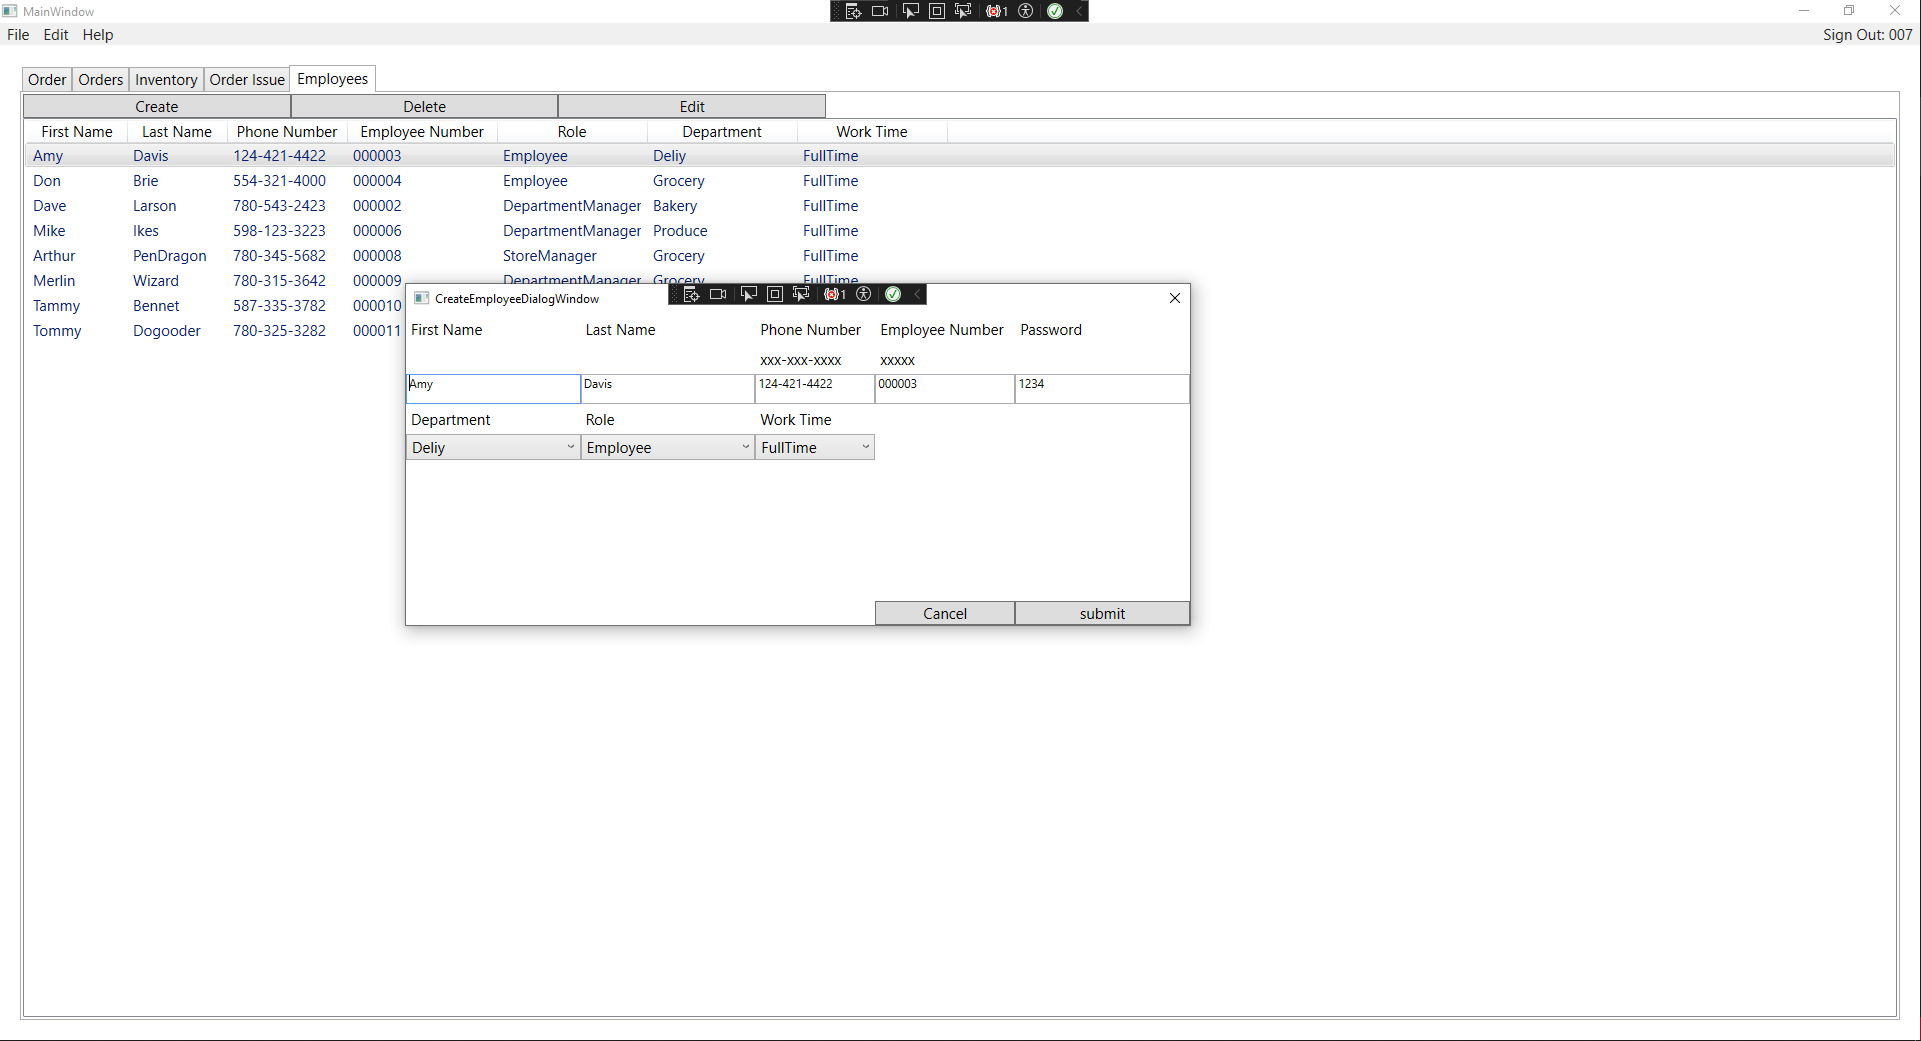 MainWindow
1
File Edit Help Sign Out: 007
Order Orders Inventory Order Issue Employees
Create Delete Edit
First Name Last Name Phone Number Employee Number Role Department Work Time
Amy Davis 124-421-4422 000003 Employee Deliy FullTime
Don Brie 554-321-4000 000004 Employee Grocery FullTime
Dave Larson 780-543-2423 000002 DepartmentManager Bakery FullTime
Mike Ikes 598-123-3223 000006 DepartmentManager Produce FullTime
Arthur PenDragon 780-345-5682 000008 StoreManager Grocery FullTime
Merlin Wizard 780-315-3642 000009 DepartmentManager Grocery FullTime
Tammy Bennet 587-335-3782 000010
Tommy Dogooder 780-325-3282 000011
CreateEmployeeDialogWindow 1
First Name Last Name Phone Number Employee Number Password
xxx-xxx-xxxx xxxxx
Amy Davis 124-421-4422 000003 1234
Department Role Work Time
Deliy Employee FullTime
Cancel submit